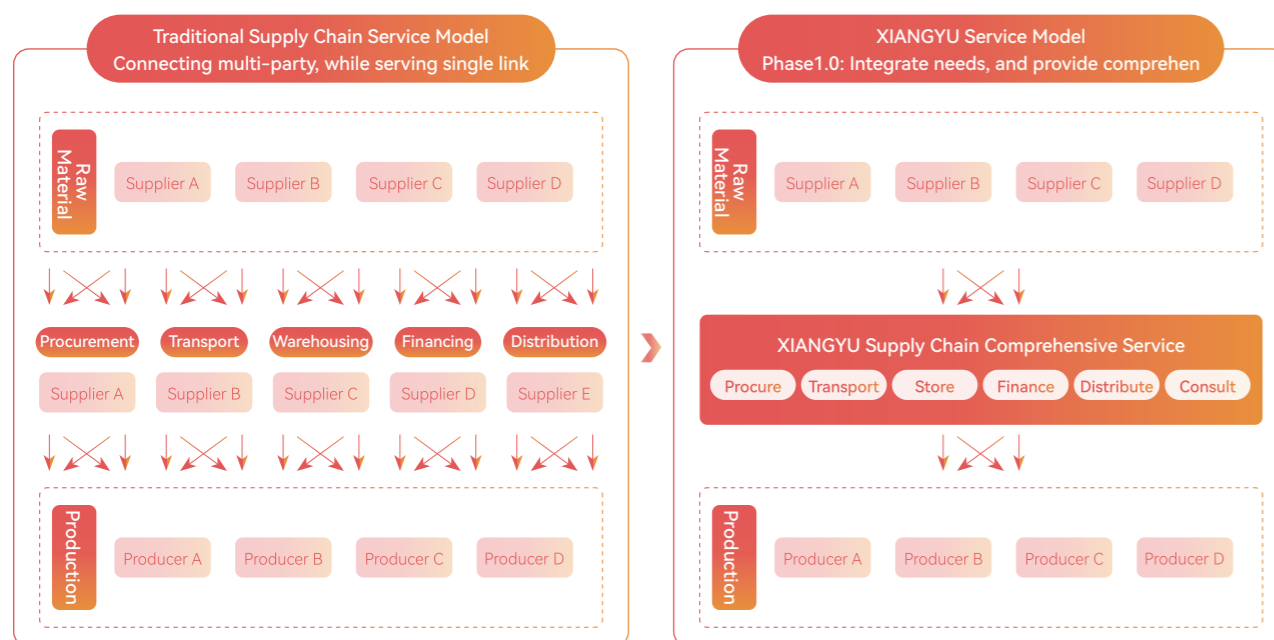 Traditional Supply Chain Service Model
Connecting multi-party, while serving single link
Raw
Material
Supplier A
Supplier B
Supplier C
Supplier D
Procurement
Transport
Warehousing
Financing
Distribution
Supplier A
Supplier B
Supplier C
Supplier D
Supplier E
Production
Producer A
Producer B
Producer C
Producer D
XIANGYU Service Model
Phase1.0: Integrate needs, and provide comprehen
Raw
Material
Supplier A
Supplier B
Supplier C
Supplier D
XIANGYU Supply Chain Comprehensive Service
Procure
Transport
Store
Finance
Distribute
Consult
Production
Producer A
Producer B
Producer C
Producer D